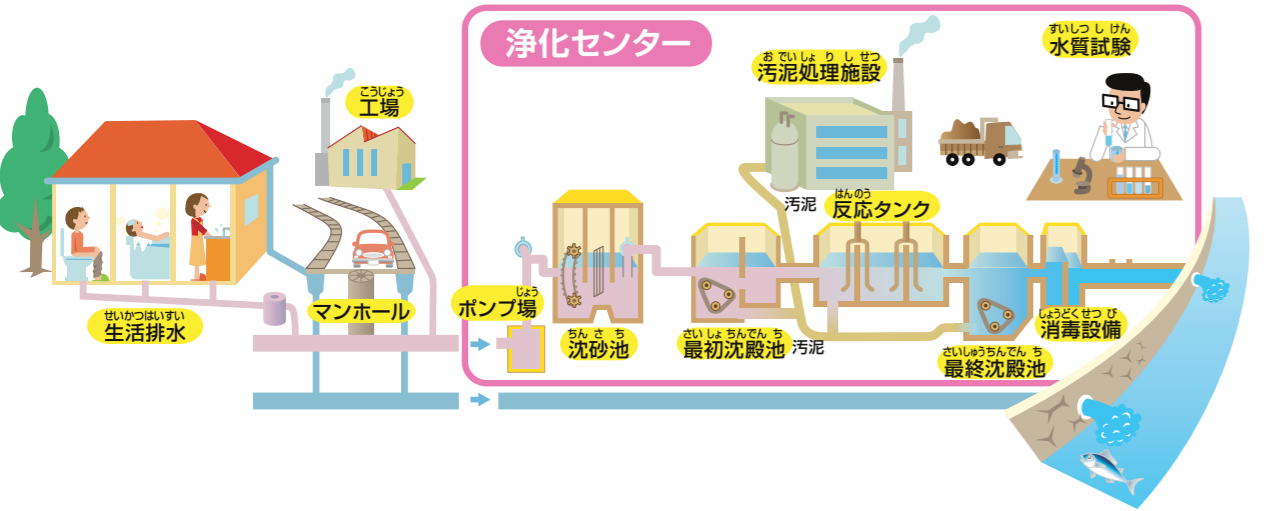 浄化センター
すいしつ し けん
水質試験
お でい しょ り し せつ
汚泥処理施設
こうじょう
工場
はんのう
反応タンク
汚泥
せいかつはいすい
生活排水
マンホール
じょう
ポンプ場
ちん さ ち
沈砂池
さい しょ ちんでん ち
最初沈殿池
汚泥
しょうどくせつ び
消毒設備
さいしゅうちんでん ち
最終沈殿池